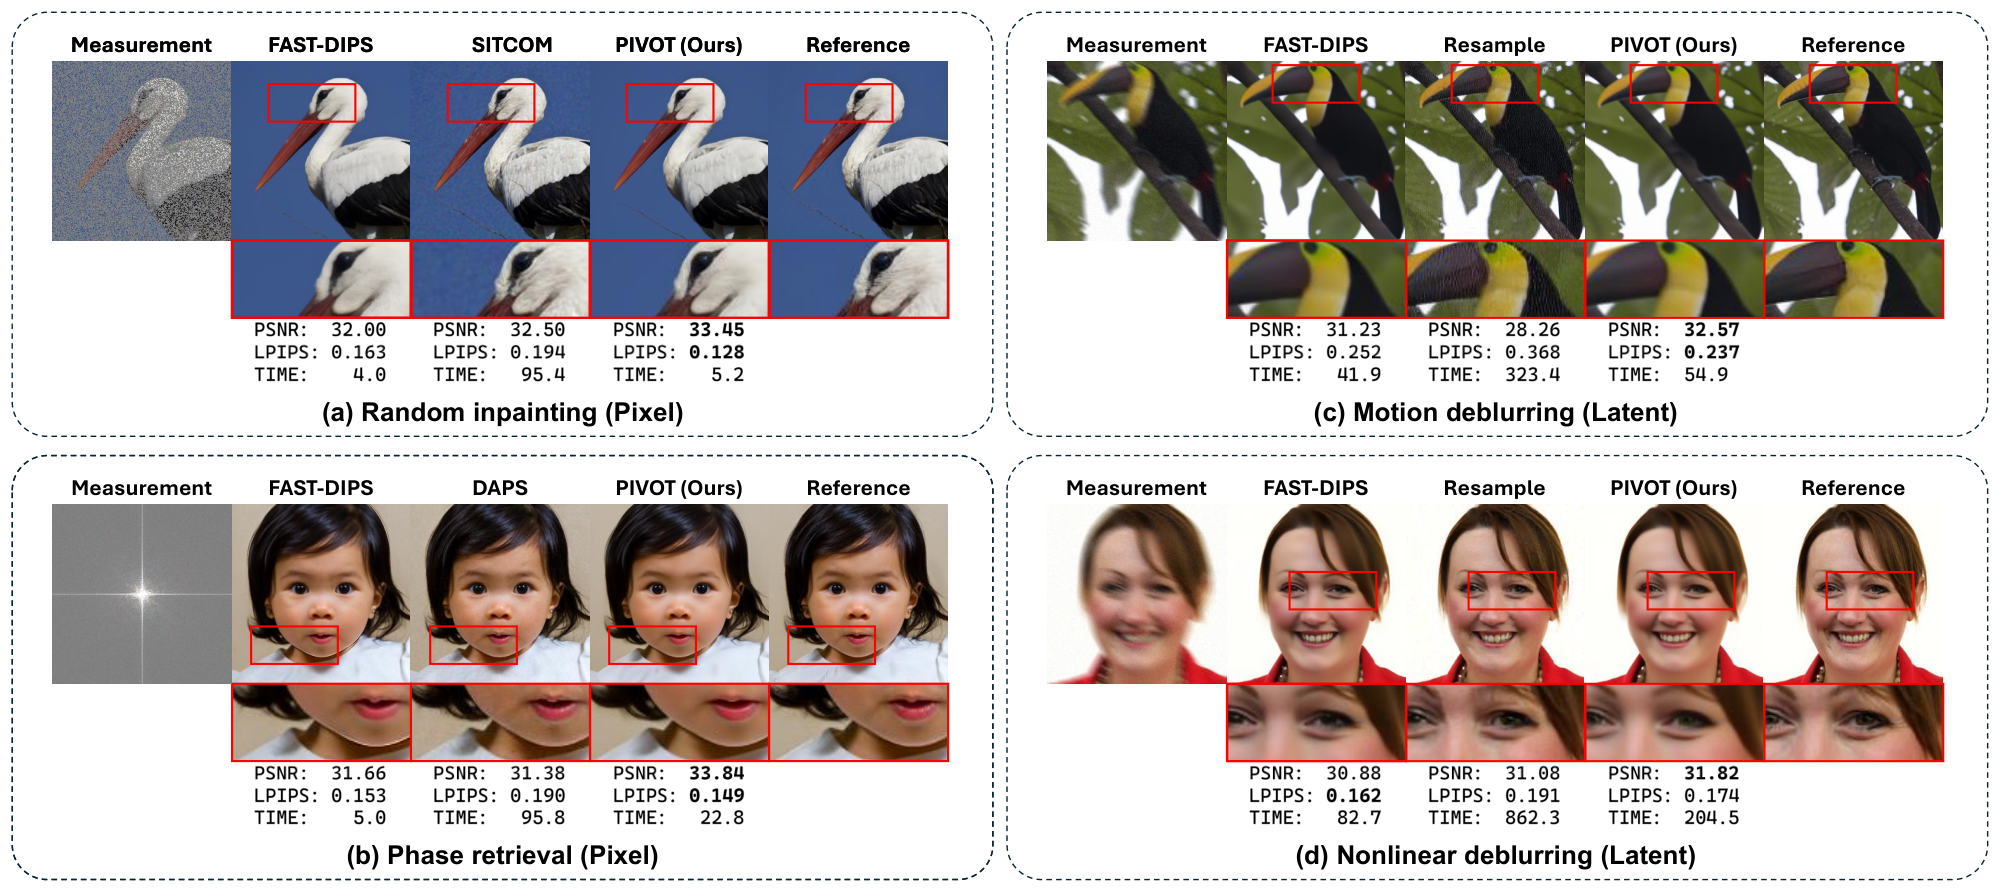 Measurement FAST-DIPS SITCOM PIVOT (Ours) Reference
PSNR: 32.00 PSNR: 32.50 PSNR: 33.45
LPIPS: 0.163 LPIPS: 0.194 LPIPS: 0.128
TIME: 4.0 TIME: 95.4 TIME: 5.2
(a) Random inpainting (Pixel)
Measurement FAST-DIPS Resample PIVOT (Ours) Reference
PSNR: 31.23 PSNR: 28.26 PSNR: 32.57
LPIPS: 0.252 LPIPS: 0.368 LPIPS: 0.237
TIME: 41.9 TIME: 323.4 TIME: 54.9
(c) Motion deblurring (Latent)
Measurement FAST-DIPS DAPS PIVOT (Ours) Reference
PSNR: 31.66 PSNR: 31.38 PSNR: 33.84
LPIPS: 0.153 LPIPS: 0.190 LPIPS: 0.149
TIME: 5.0 TIME: 95.8 TIME: 22.8
(b) Phase retrieval (Pixel)
Measurement FAST-DIPS Resample PIVOT (Ours) Reference
PSNR: 30.88 PSNR: 31.08 PSNR: 31.82
LPIPS: 0.162 LPIPS: 0.191 LPIPS: 0.174
TIME: 82.7 TIME: 862.3 TIME: 204.5
(d) Nonlinear deblurring (Latent)